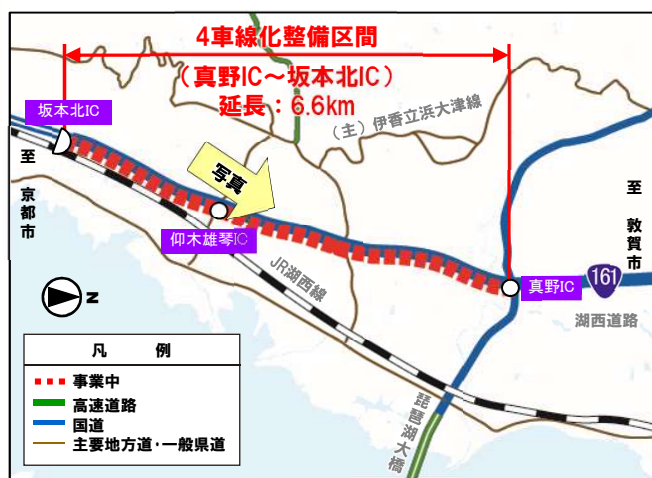 4車線化整備区間
(真野IC～坂本北IC)
延長：6.6km
坂本北IC
(主)伊香立浜大津線
至 京都市
写真
至 敦賀市
仰木雄琴IC
JR湖西線
真野IC
161
湖西道路
N
琵琶湖大橋
凡 例
事業中
高速道路
国道
主要地方道・一般県道